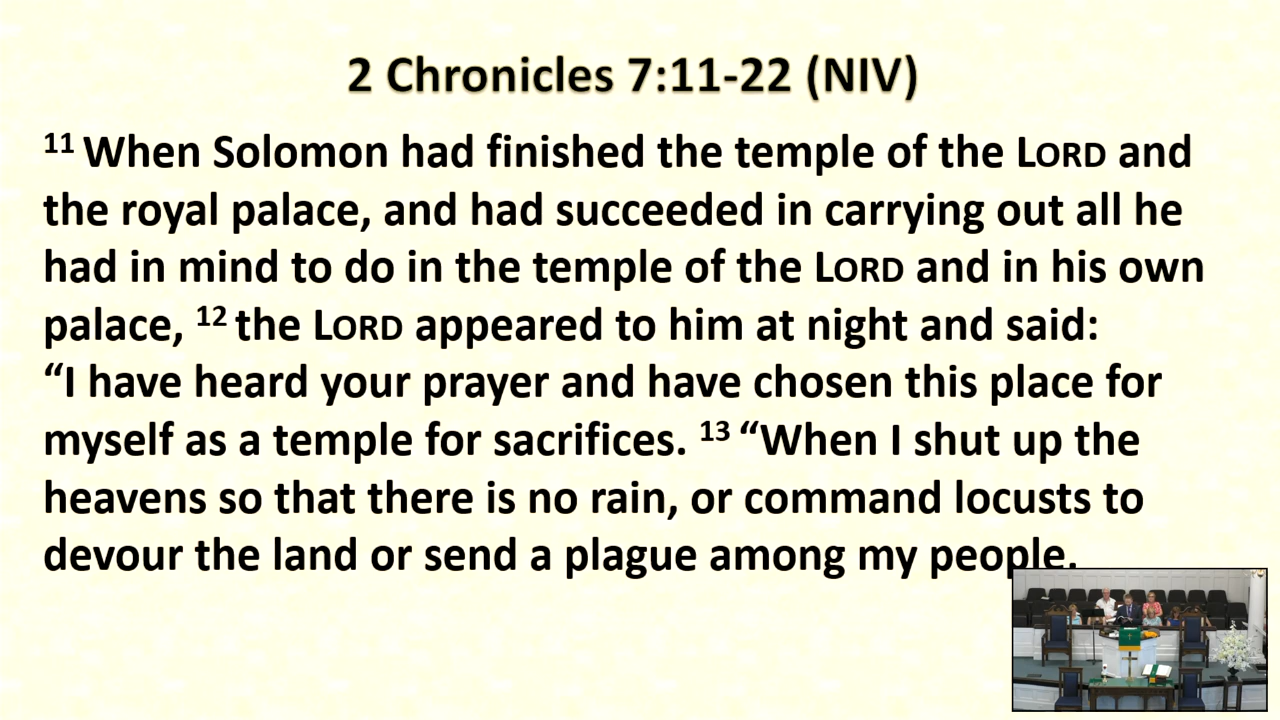 2 Chronicles 7:11-22 (NIV)
11 When Solomon had finished the temple of the LORD and
the royal palace, and had succeeded in carrying out all he
had in mind to do in the temple of the LORD and in his own
palace, 12 the LORD appeared to him at night and said:
“I have heard your prayer and have chosen this place for
myself as a temple for sacrifices. 13 “When I shut up the
heavens so that there is no rain, or command locusts to
devour the land or send a plague among my people,